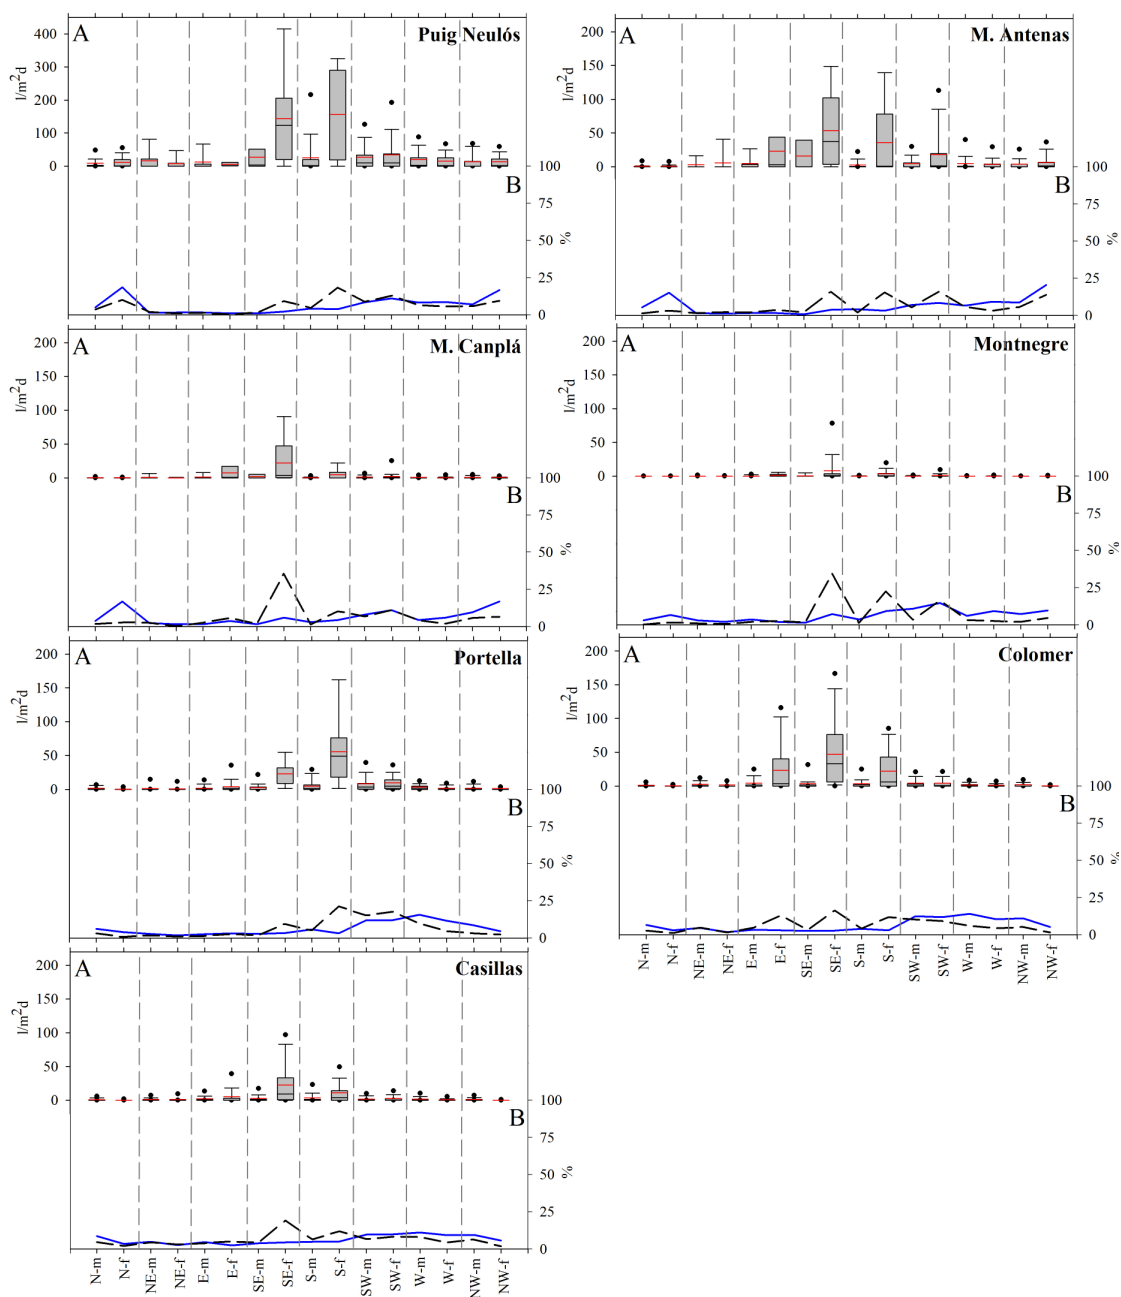 A
Puig Neulós
400
300
200
100
0
l/m²d
100
B
75
50
25
0
%
A
M. Antenas
200
150
100
50
0
l/m²d
100
B
75
50
25
0
%
A
M. Canplá
200
150
100
50
0
l/m²d
100
B
75
50
25
0
%
A
Montnegre
200
150
100
50
0
l/m²d
100
B
75
50
25
0
%
A
Portella
200
150
100
50
0
l/m²d
100
B
75
50
25
0
%
A
Colomer
200
150
100
50
0
l/m²d
100
B
75
50
25
0
%
N-m
N-f
NE-m
NE-f
E-m
E-f
SE-m
SE-f
S-m
S-f
SW-m
SW-f
W-m
W-f
NW-m
NW-f
A
Casillas
200
150
100
50
0
l/m²d
100
B
75
50
25
0
%
N-m
N-f
NE-m
NE-f
E-m
E-f
SE-m
SE-f
S-m
S-f
SW-m
SW-f
W-m
W-f
NW-m
NW-f